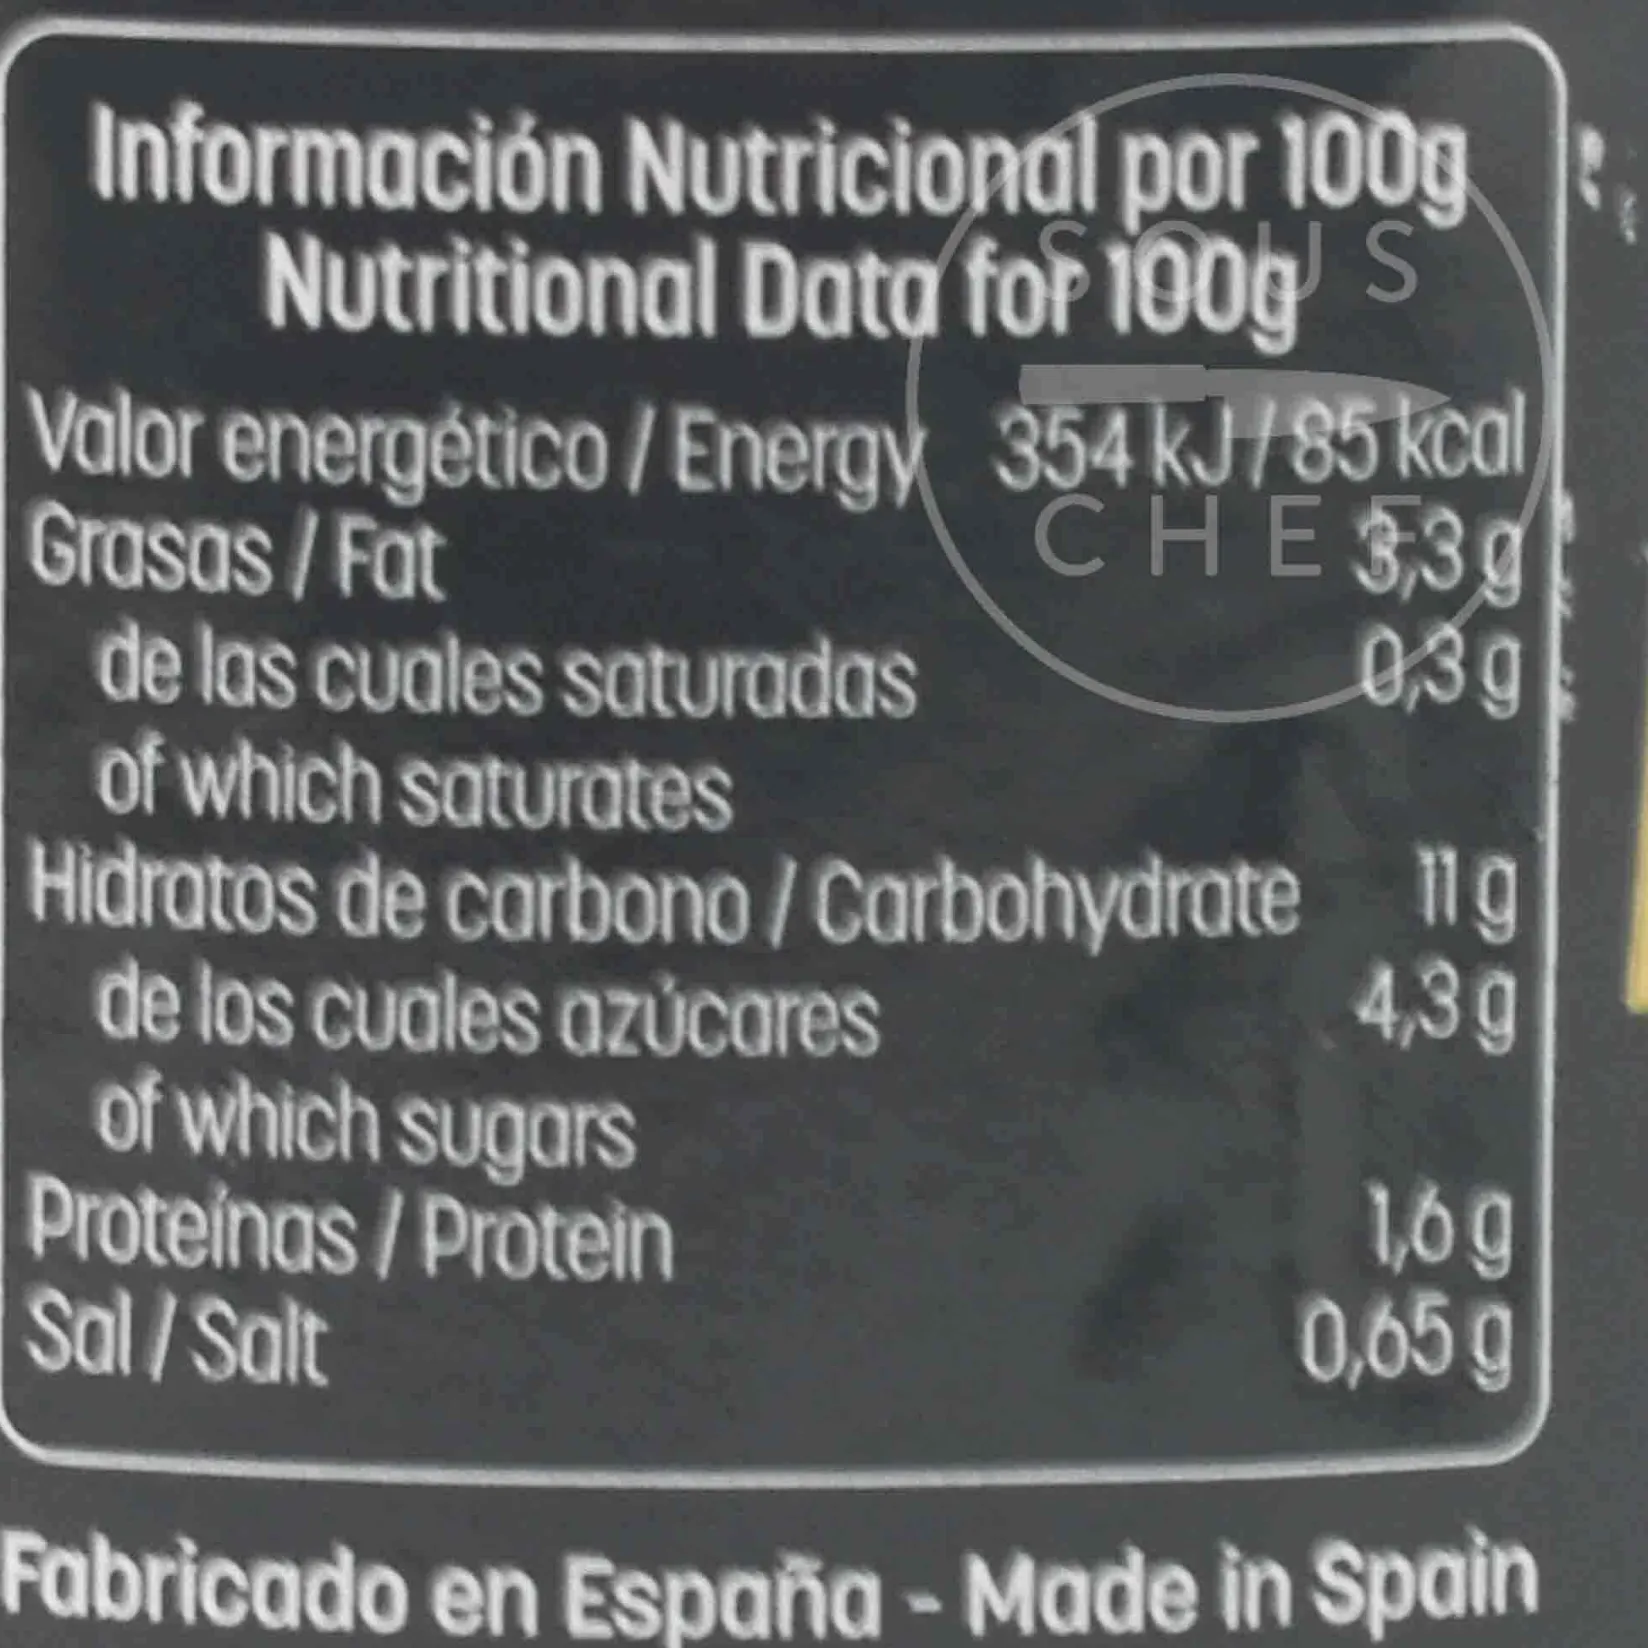 Información Nutricional por 100g
Nutritional Data for 100g
SOUS
CHEF
Valor energético / Energy 354 kJ / 85 kcal
Grasas / Fat 3,3 g
de las cuales saturadas 0,3 g
of which saturates
Hidratos de carbono / Carbohydrate 11 g
de los cuales azúcares 4,3 g
of which sugars
Proteínas / Protein 1,6 g
Sal / Salt 0,65 g
Fabricado en España - Made in Spain